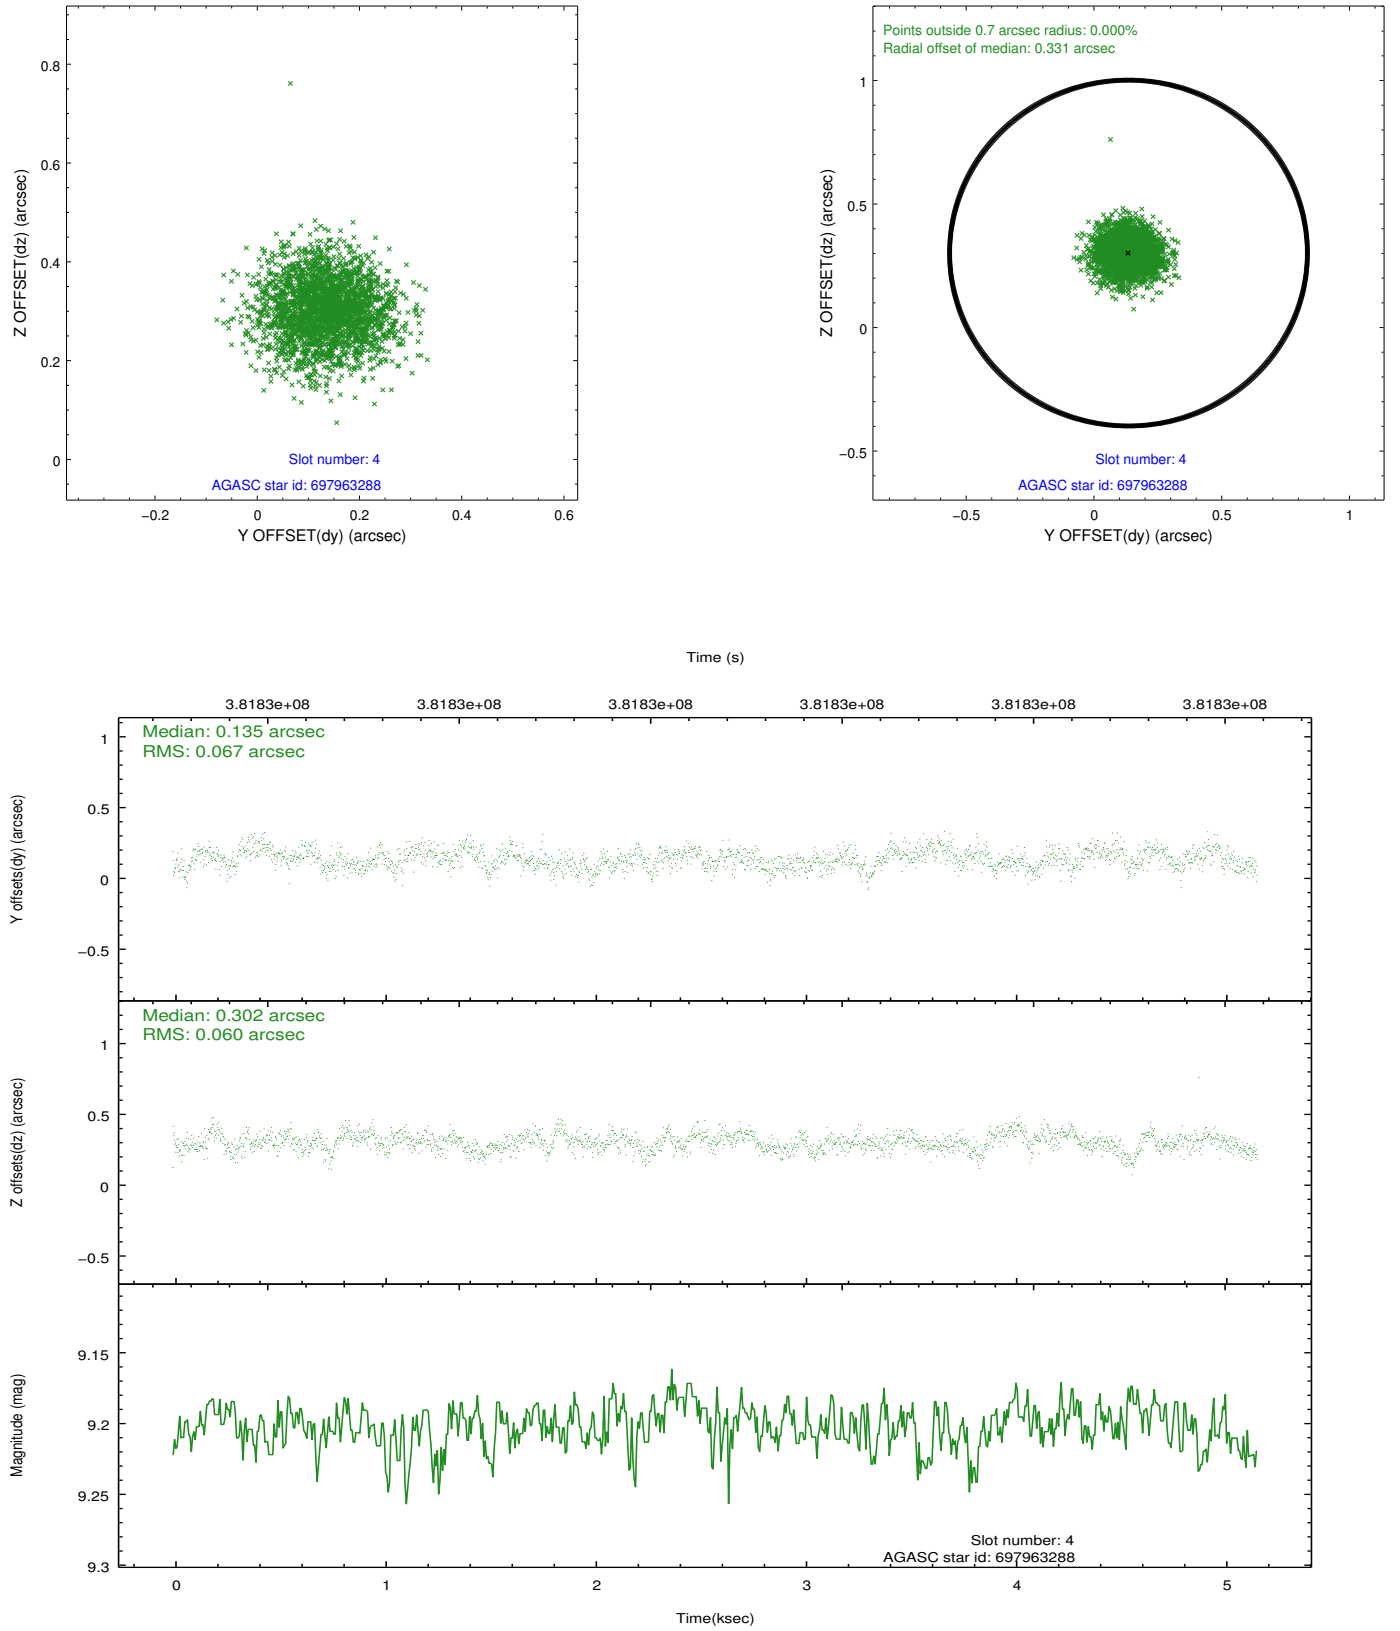 0.8
0.6
0.4
0.2
0
Z OFFSET(dz) (arcsec)
Slot number: 4
AGASC star id: 697963288
−0.2 0 0.2 0.4 0.6
Y OFFSET(dy) (arcsec)
Points outside 0.7 arcsec radius: 0.000%
Radial offset of median: 0.331 arcsec
1
0.5
0
−0.5
Z OFFSET(dz) (arcsec)
Slot number: 4
AGASC star id: 697963288
−0.5 0 0.5 1
Y OFFSET(dy) (arcsec)
Time (s)
3.8183e+08 3.8183e+08 3.8183e+08 3.8183e+08 3.8183e+08 3.8183e+08
Median: 0.135 arcsec
RMS: 0.067 arcsec
1
0.5
0
−0.5
Y offsets(dy) (arcsec)
Median: 0.302 arcsec
RMS: 0.060 arcsec
1
0.5
0
−0.5
Z offsets(dz) (arcsec)
9.15
9.2
9.25
9.3
Magnitude (mag)
Slot number: 4
AGASC star id: 697963288
0 1 2 3 4 5
Time(ksec)